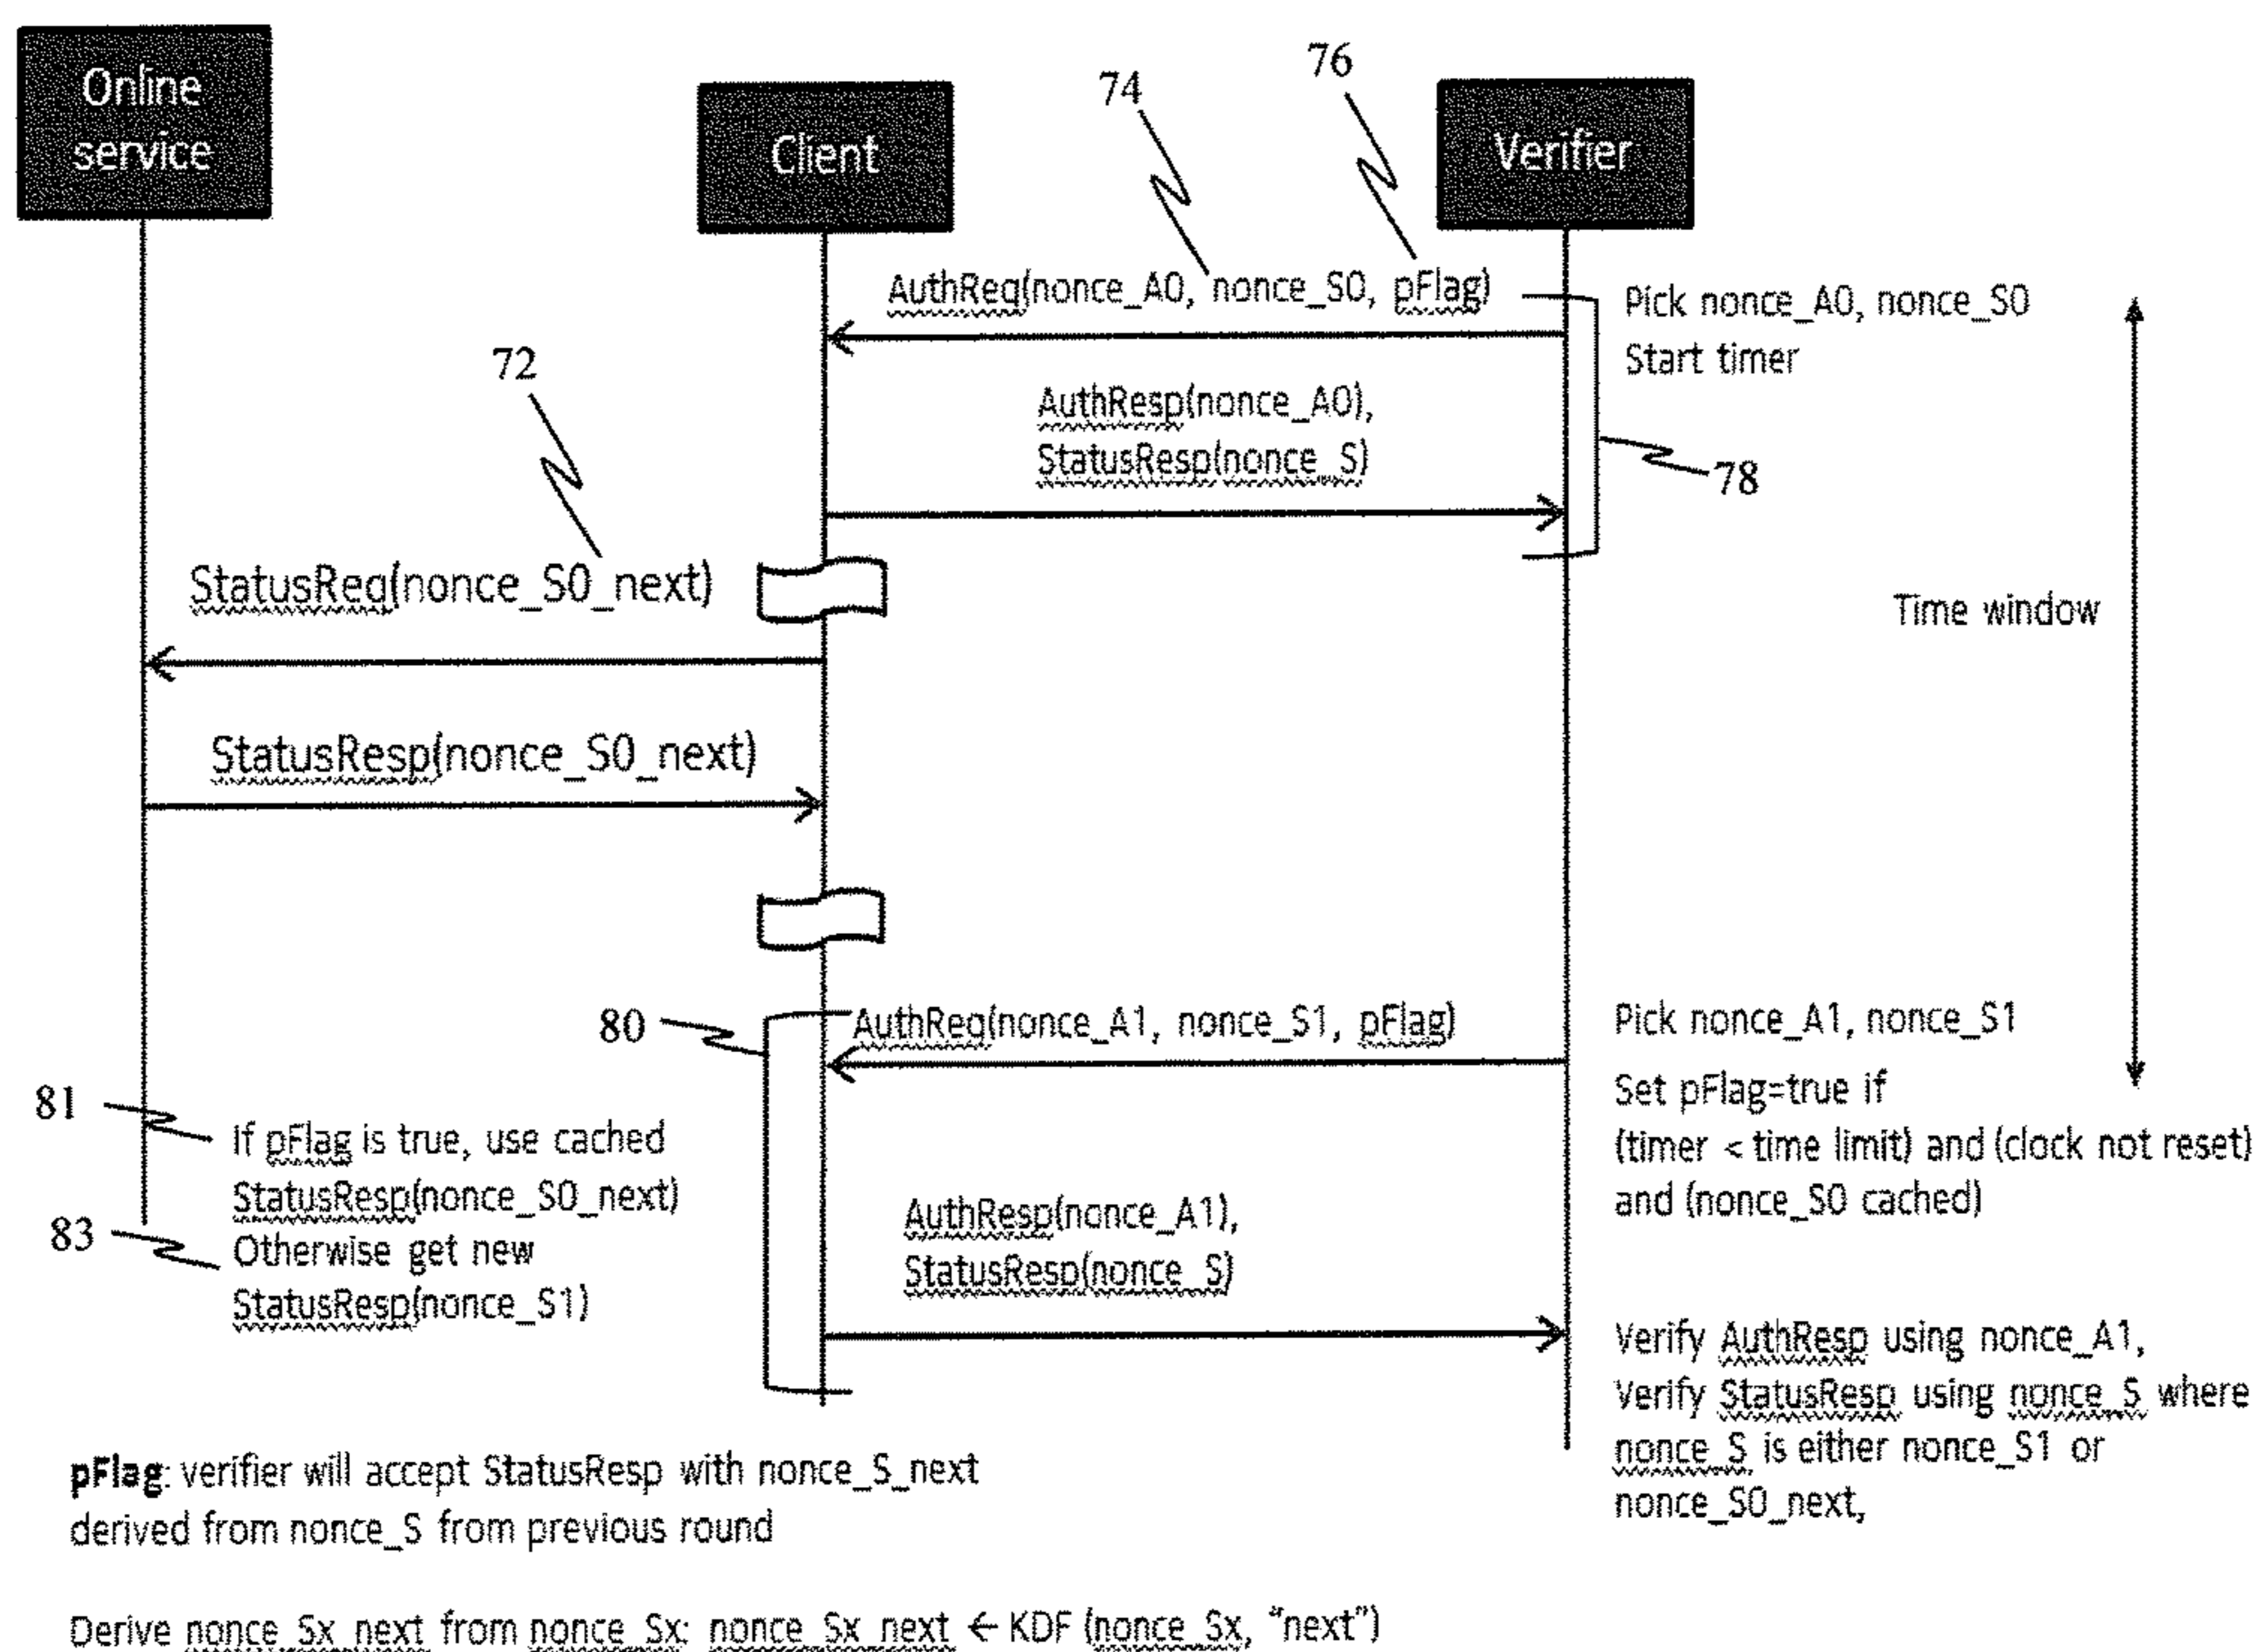 Online
service
Client
Verifier
74
76
AuthReq(nonce_A0, nonce_S0, pFlag)
Pick nonce_A0, nonce_S0
Start timer
72
AuthResp(nonce_A0),
StatusResp(nonce_S)
78
StatusReq(nonce_S0_next)
Time window
StatusResp(nonce_S0_next)
80
AuthReq(nonce_A1, nonce_S1, pFlag)
Pick nonce_A1, nonce_S1
Set pFlag=true if
(timer < time limit) and (clock not reset)
and (nonce_S0 cached)
81
If pFlag is true, use cached
StatusResp(nonce_S0_next)
83
Otherwise get new
StatusResp(nonce_S1)
AuthResp(nonce_A1),
StatusResp(nonce_S)
Verify AuthResp using nonce_A1,
Verify StatusResp using nonce_S where
nonce_S is either nonce_S1 or
nonce_S0_next,
pFlag: verifier will accept StatusResp with nonce_S_next
derived from nonce_S from previous round
Derive nonce_Sx_next from nonce_Sx: nonce_Sx_next ← KDF (nonce_Sx, "next")